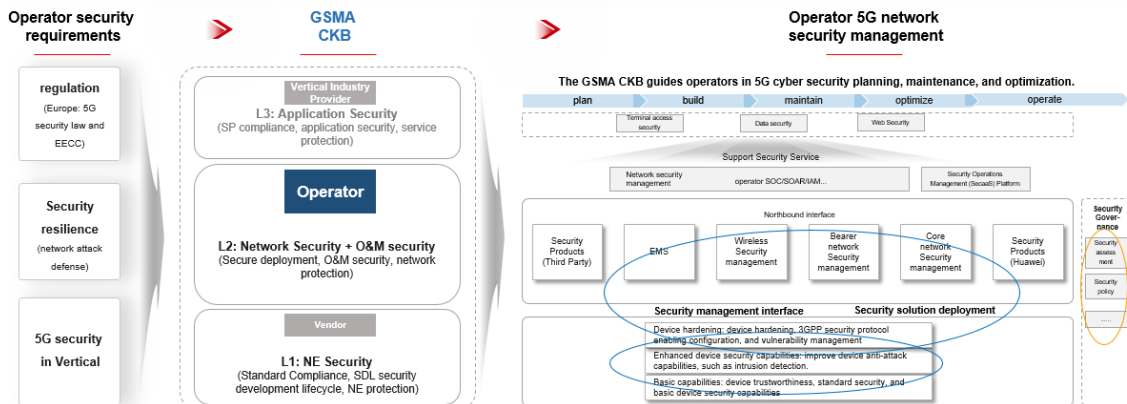 Operator security
requirements
GSMA
CKB
Operator 5G network
security management
regulation
(Europe: 5G
security law and
EECC)
Security
resilience
(network attack
defense)
5G security
in Vertical
Vertical Industry
Provider
L3: Application Security
(SP compliance, application security, service
protection)
Operator
L2: Network Security + O&M security
(Secure deployment, O&M security, network
protection)
Vendor
L1: NE Security
(Standard Compliance, SDL security
development lifecycle, NE protection)
The GSMA CKB guides operators in 5G cyber security planning, maintenance, and optimization.
plan
build
maintain
optimize
operate
Terminal access
security
Data security
Web Security
Support Security Service
Network security
management
operator SOC/SOAR/IAM...
Security Operations
Management (SecaaS) Platform
Northbound interface
Security
Products
(Third Party)
EMS
Wireless
Security
management
Bearer
network
Security
management
Core
network
Security
management
Security
Products
(Huawei)
Security management interface
Security solution deployment
Device hardening: device hardening, 3GPP security protocol
enabling configuration, and vulnerability management
Enhanced device security capabilities: improve device anti-attack
capabilities, such as intrusion detection.
Basic capabilities: device trustworthiness, standard security, and
basic device security capabilities
Security
Gover-
nance
Security
assess
ment
Security
policy
......